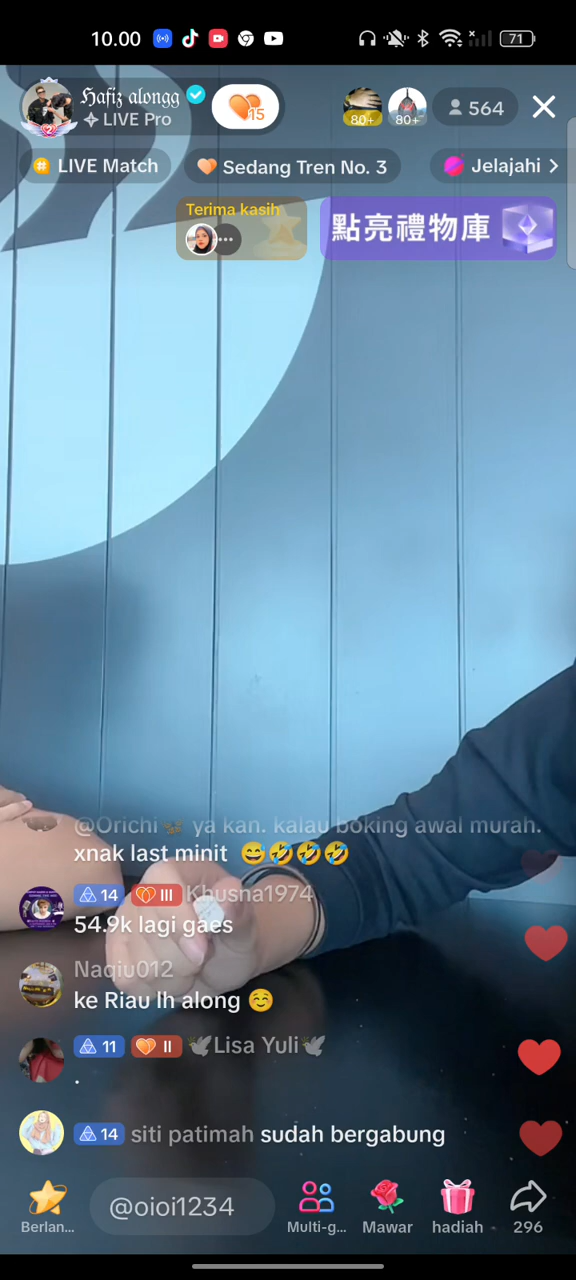 10.00
71
Hafiz alongg
LIVE Pro
15
80+
80+
564
LIVE Match
Sedang Tren No. 3
Jelajahi
Terima kasih
點亮禮物庫
@Orichi ya kan. kalau boking awal murah.
xnak last minit 😅🤣🤣🤣
14 III Khusna1974
54.9k lagi gaes
Naqiu012
ke Riau lh along ☺️
11 II 🕊Lisa Yuli🕊
.
14 siti patimah sudah bergabung
Berlan...
@oioi1234
Multi-g...
Mawar
hadiah
296